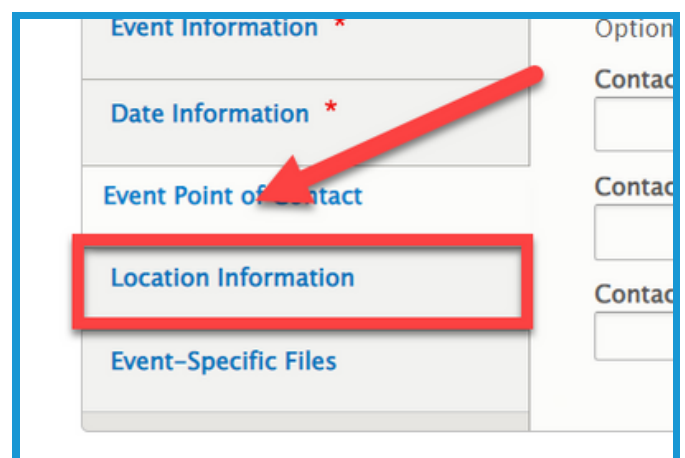 Event Information *
Date Information *
Event Point of Contact
Location Information
Event-Specific Files
Option
Contac
Contac
Contac